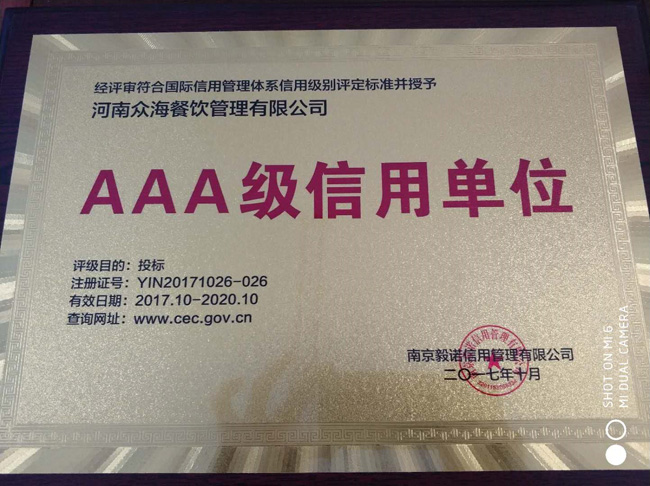 经评审符合国际信用管理体系信用级别评定标准并授予
河南众海餐饮管理有限公司
AAA级信用单位
评级目的：投标
注册证号：YIN20171026-026
有效日期：2017.10-2020.10
查询网址：www.cec.gov.cn
南京毅诺信用管理有限公司
二〇一七年十月
SHOT ON MI 6
MI DUAL CAMERA